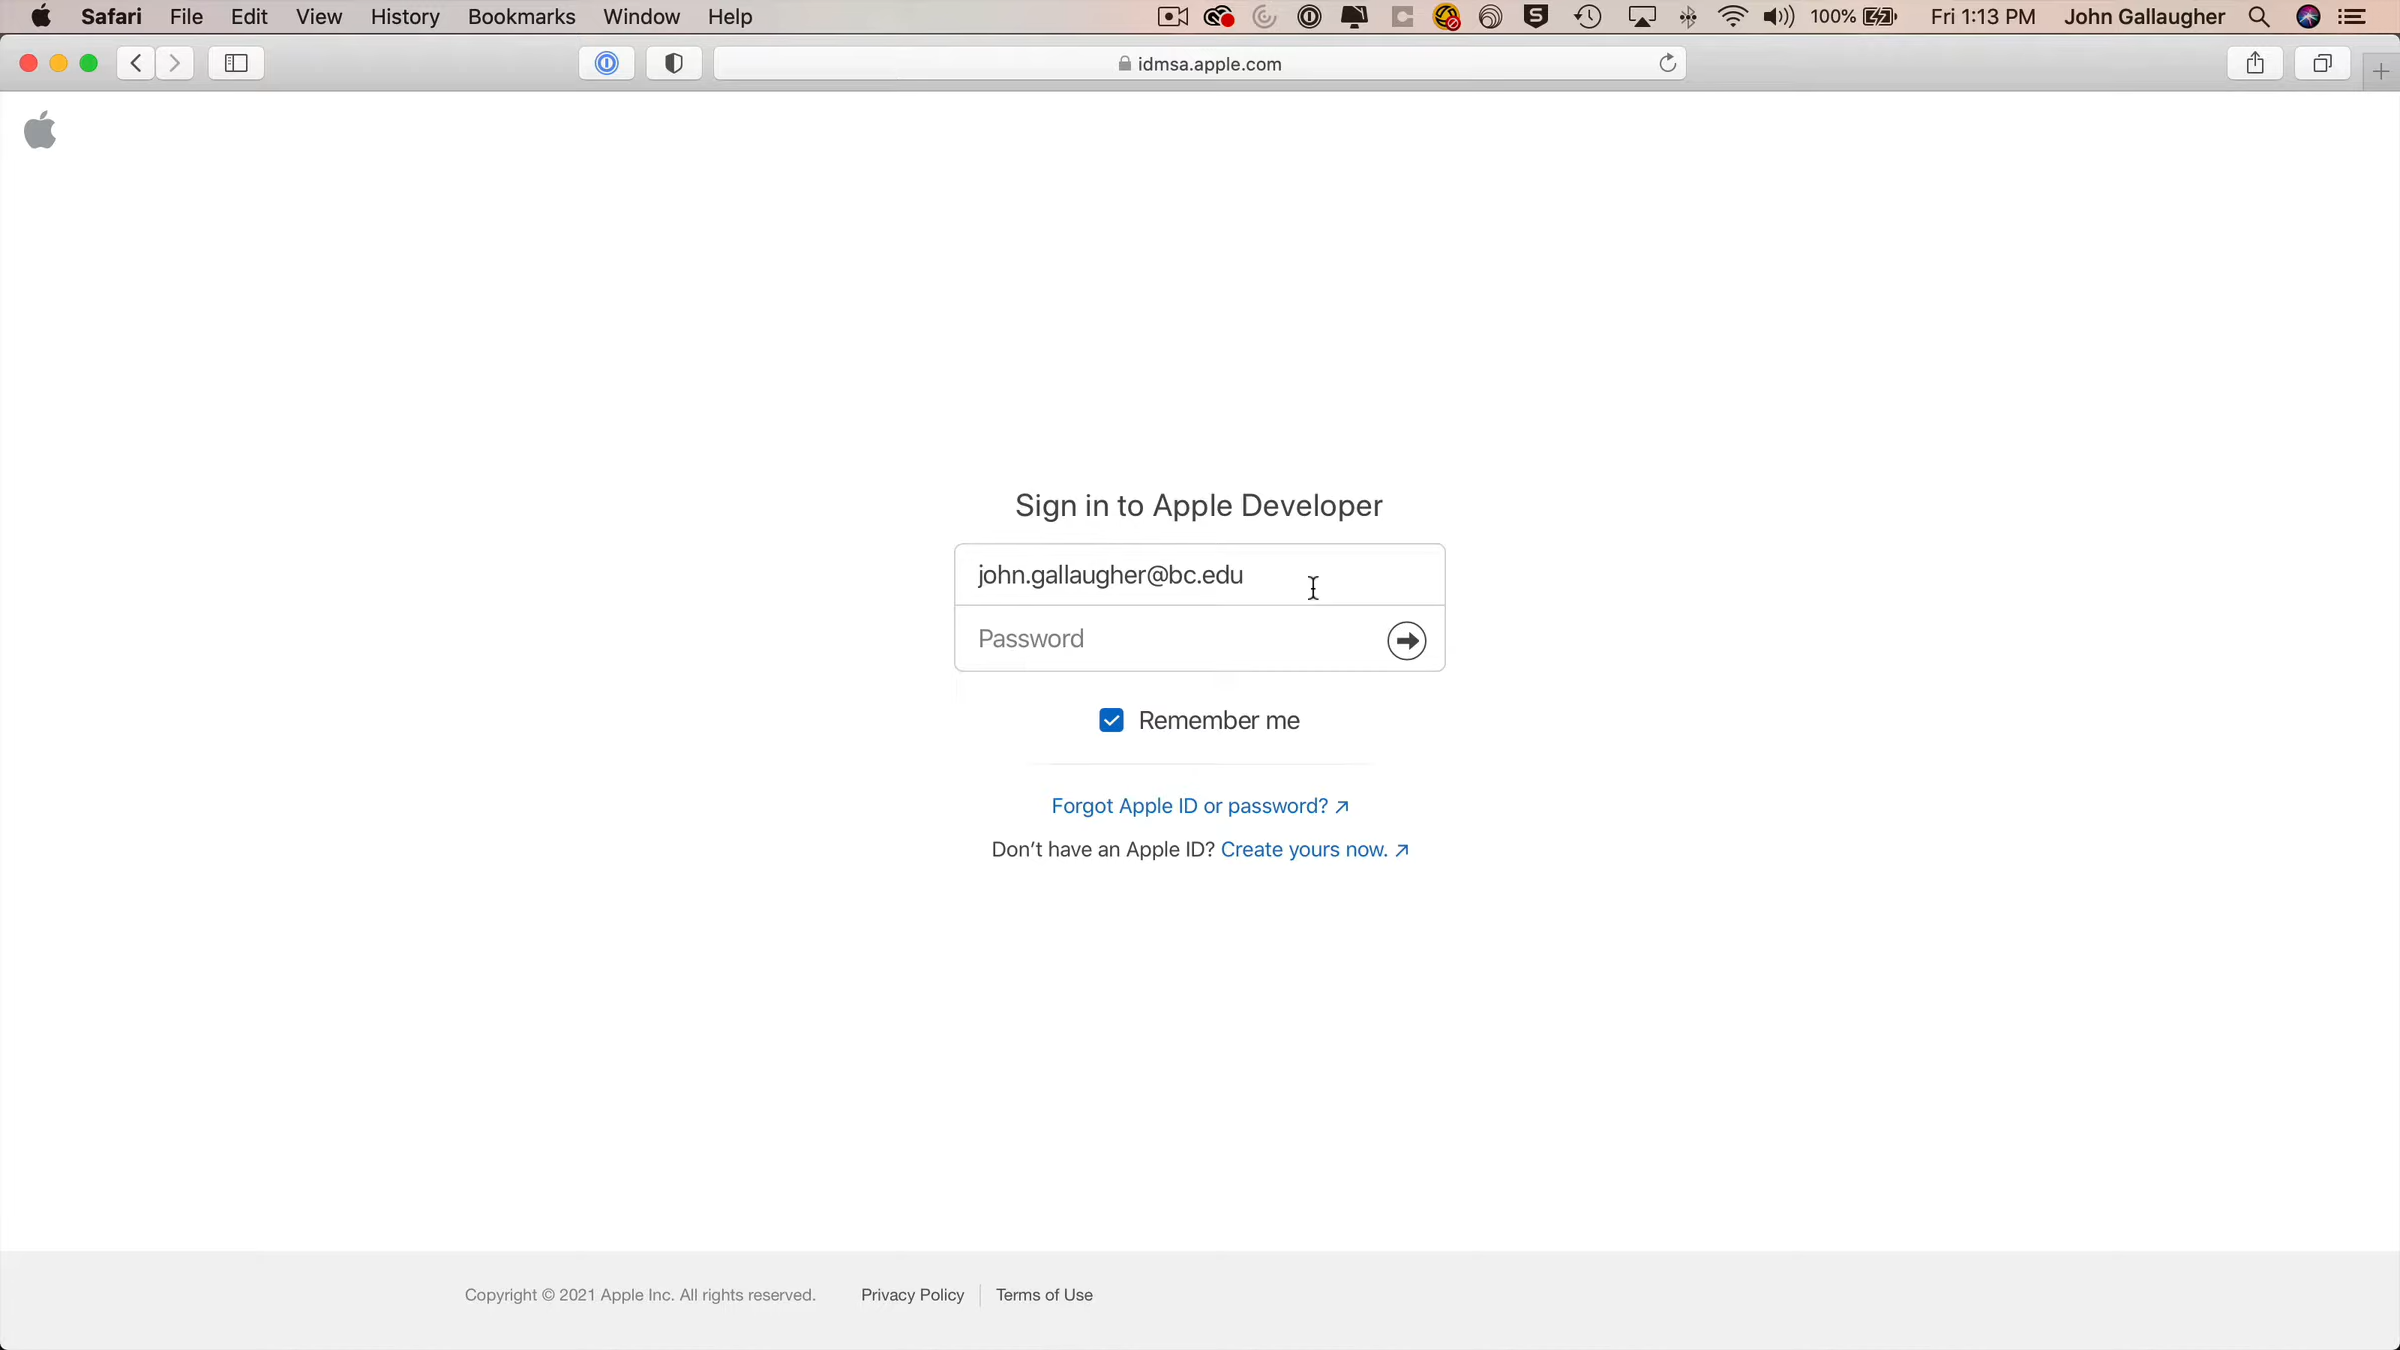 Safari File Edit View History Bookmarks Window Help 100% Fri 1:13 PM John Gallaugher
idmsa.apple.com
Sign in to Apple Developer
john.gallaugher@bc.edu
Password
Remember me
Forgot Apple ID or password? ↗
Don’t have an Apple ID? Create yours now. ↗
Copyright © 2021 Apple Inc. All rights reserved. Privacy Policy Terms of Use